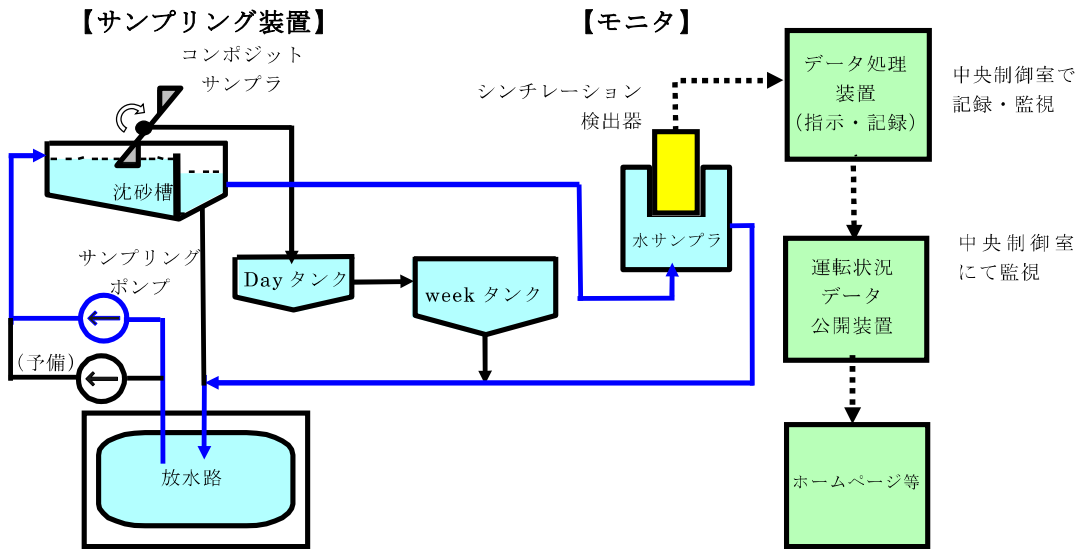 【サンプリング装置】
【モニタ】
コンポジット
サンプラ
シンチレーション
検出器
データ処理
装置
(指示・記録)
中央制御室で
記録・監視
沈砂槽
水サンプラ
サンプリング
ポンプ
Day タンク
week タンク
運転状況
データ
公開装置
中央制御室
にて監視
(予備)
放水路
ホームページ等